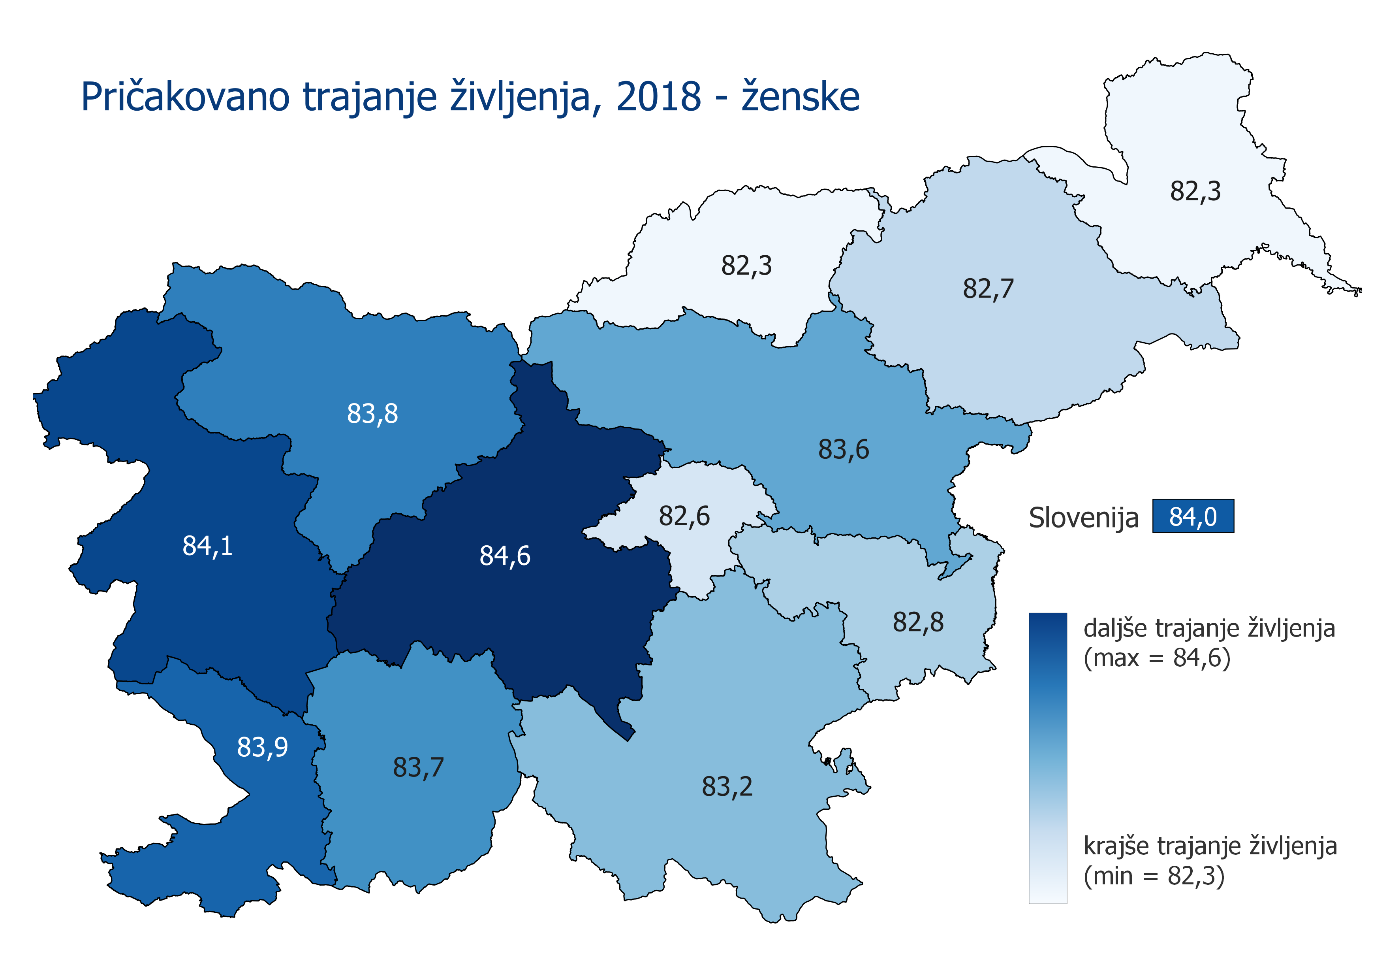 Pričakovano trajanje življenja, 2018 - ženske
82,3
82,3
82,7
83,8
83,6
82,6
Slovenija 84,0
84,1
84,6
82,8
daljše trajanje življenja
(max = 84,6)
83,9
83,7
83,2
krajše trajanje življenja
(min = 82,3)